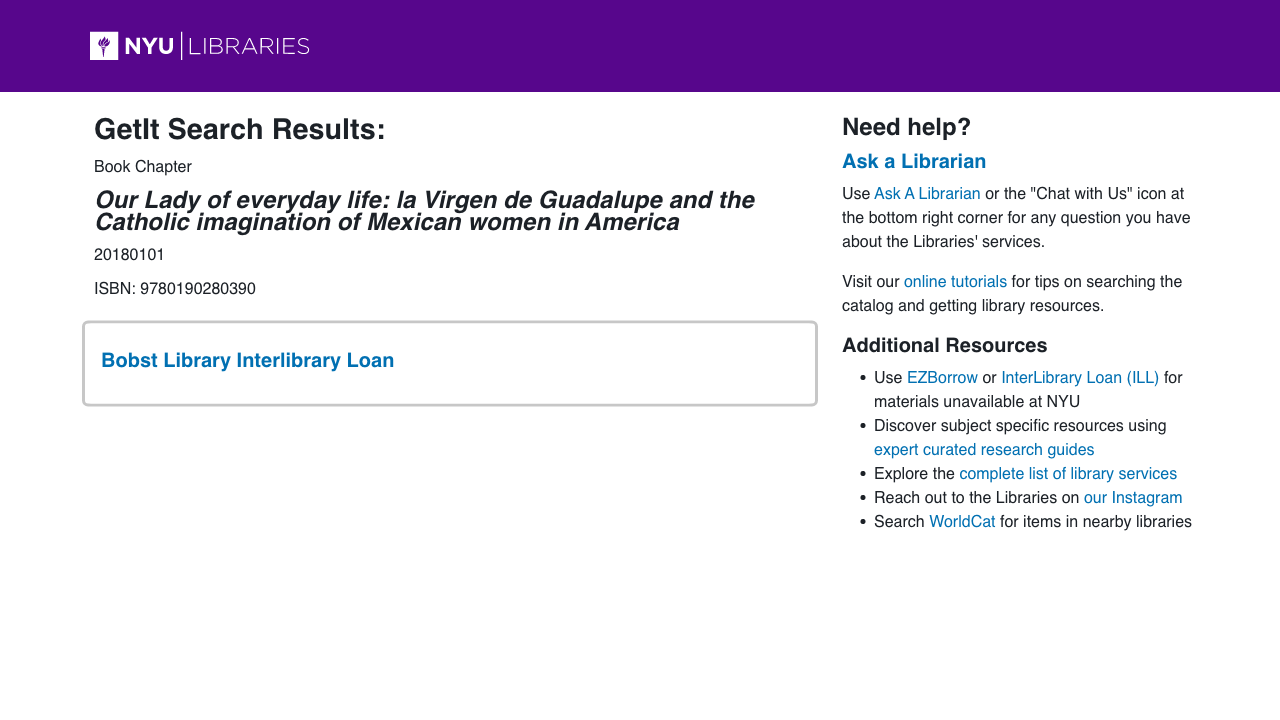 NYU LIBRARIES
GetIt Search Results:
Book Chapter
Our Lady of everyday life: la Virgen de Guadalupe and the
Catholic imagination of Mexican women in America
20180101
ISBN: 9780190280390
Bobst Library Interlibrary Loan
Need help?
Ask a Librarian
Use Ask A Librarian or the "Chat with Us" icon at
the bottom right corner for any question you have
about the Libraries' services.
Visit our online tutorials for tips on searching the
catalog and getting library resources.
Additional Resources
• Use EZBorrow or InterLibrary Loan (ILL) for
materials unavailable at NYU
• Discover subject specific resources using
expert curated research guides
• Explore the complete list of library services
• Reach out to the Libraries on our Instagram
• Search WorldCat for items in nearby libraries